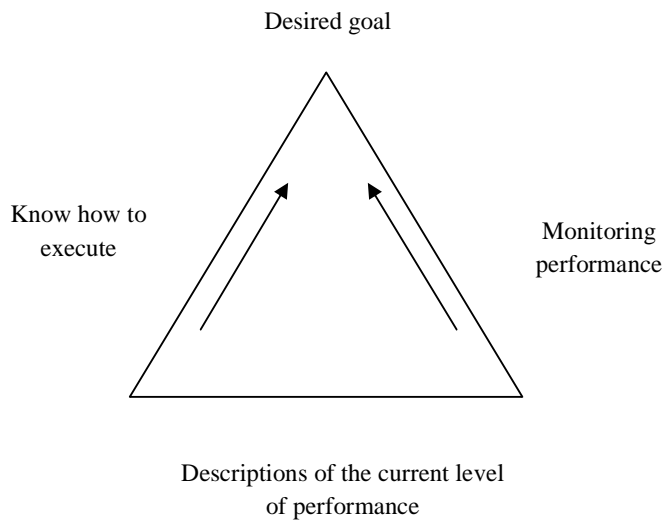 Desired goal
Know how to
execute
Monitoring
performance
Descriptions of the current level
of performance